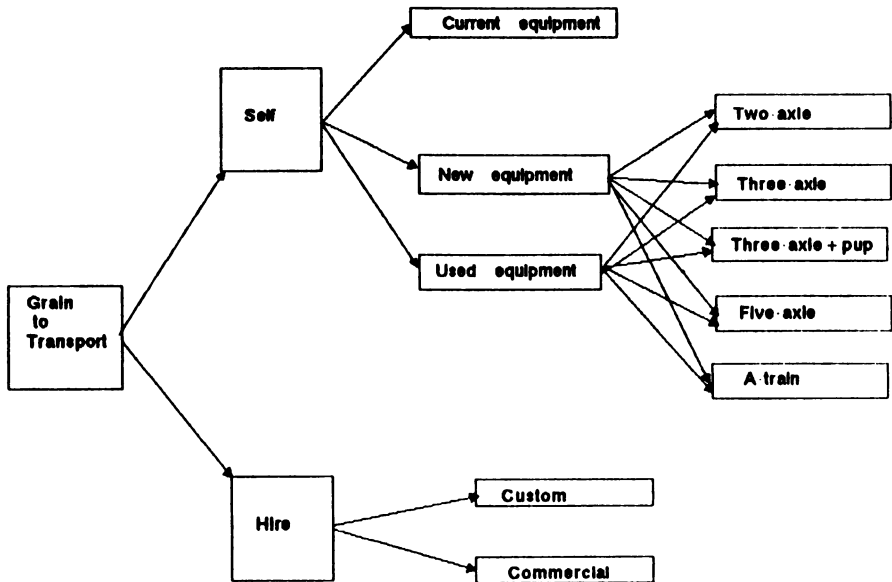 Current equipment
Self
Two-axle
New equipment
Three-axle
Used equipment
Three-axle + pup
Grain
to
Transport
Five-axle
A-train
Hire
Custom
Commercial